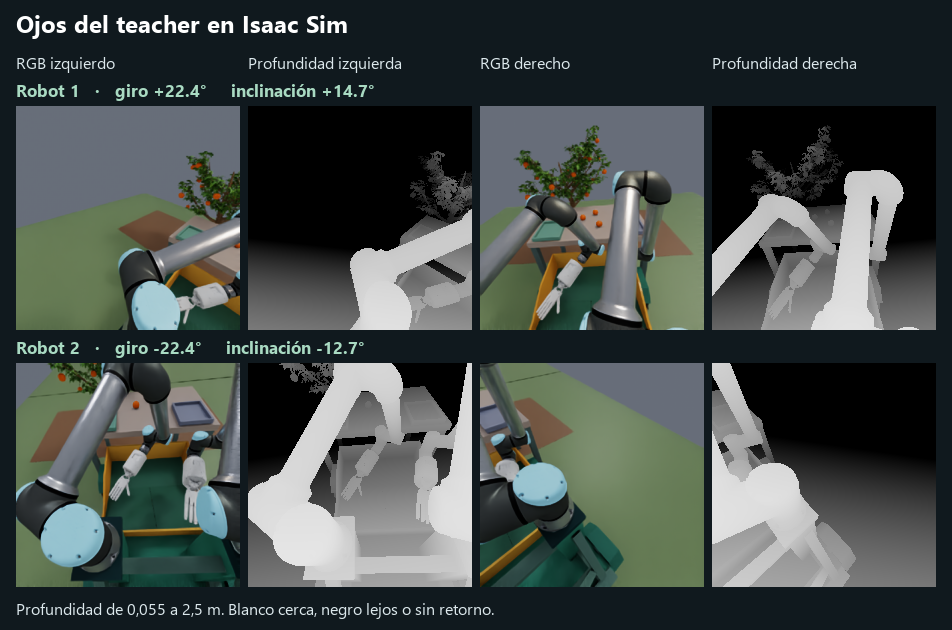 Ojos del teacher en Isaac Sim
RGB izquierdo
Profundidad izquierda
RGB derecho
Profundidad derecha
Robot 1 · giro +22.4° inclinación +14.7°
Robot 2 · giro -22.4° inclinación -12.7°
Profundidad de 0,055 a 2,5 m. Blanco cerca, negro lejos o sin retorno.